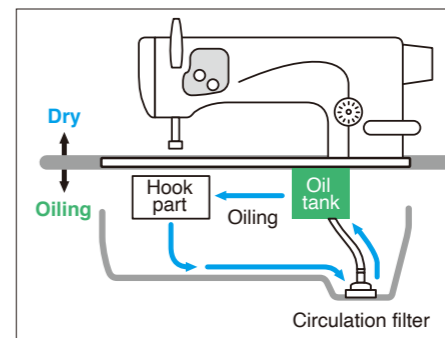 Dry
Oiling
Hook
part
Oiling
Oil
tank
Circulation filter